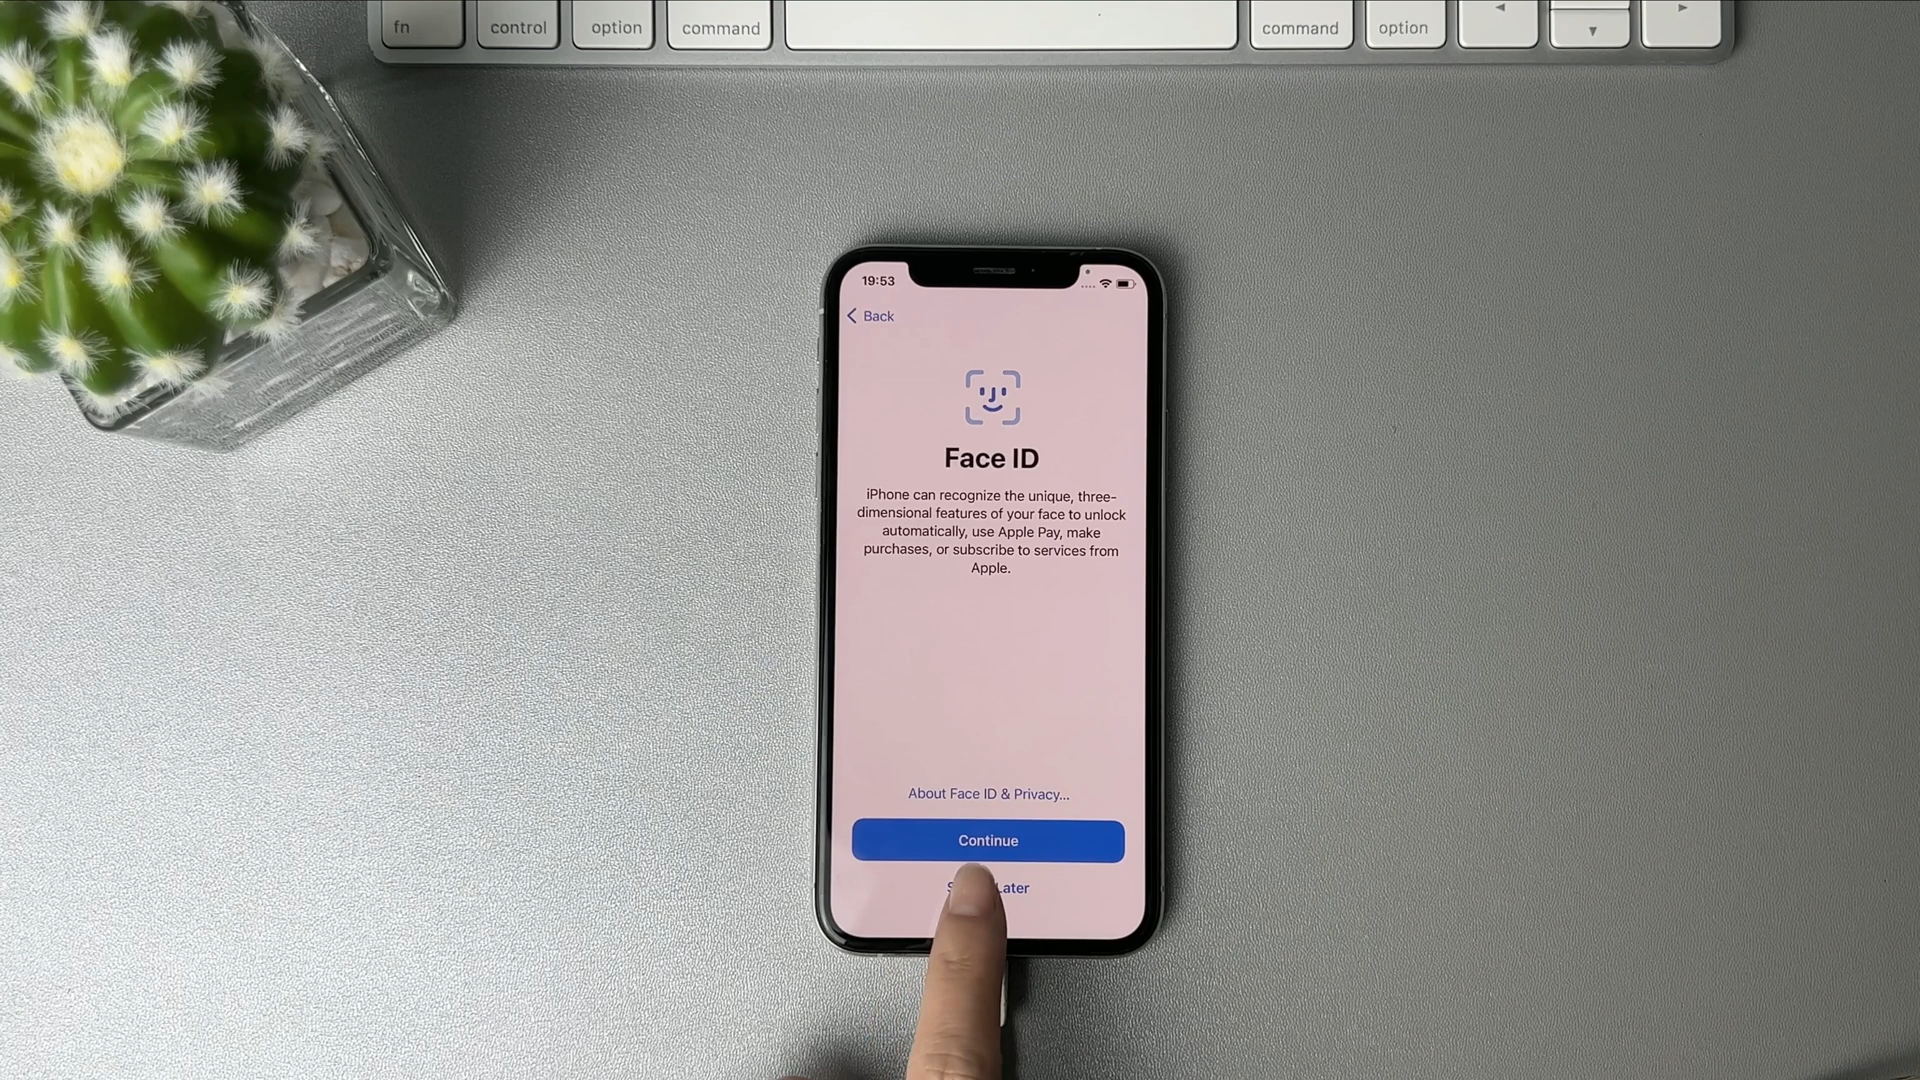 fn control option command command option
19:53
Back
Face ID
iPhone can recognize the unique, three-
dimensional features of your face to unlock
automatically, use Apple Pay, make
purchases, or subscribe to services from
Apple.
About Face ID & Privacy...
Continue
Later